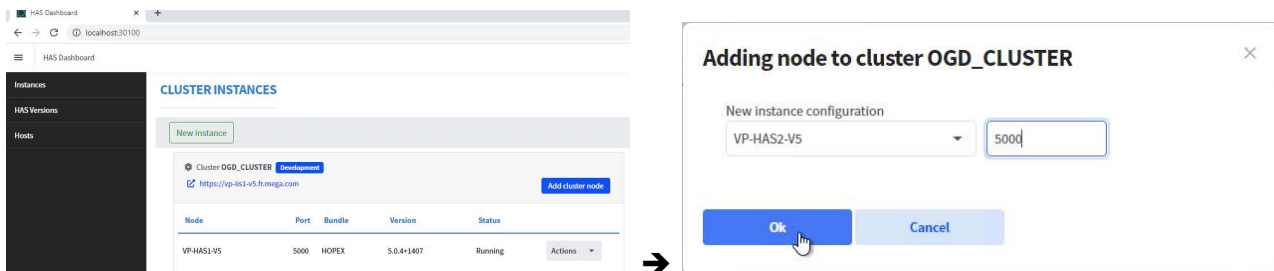 HAS Dashboard
localhost:30100
HAS Dashboard
Instances
HAS Versions
Hosts
CLUSTER INSTANCES
New instance
Cluster OGD_CLUSTER Development
https://vp-iis1-v5.fr.mega.com
Add cluster node
Node Port Bundle Version Status
VP-HAS1-V5 5000 HOPEX 5.0.4+1407 Running Actions
Adding node to cluster OGD_CLUSTER
New instance configuration
VP-HAS2-V5 5000
Ok Cancel